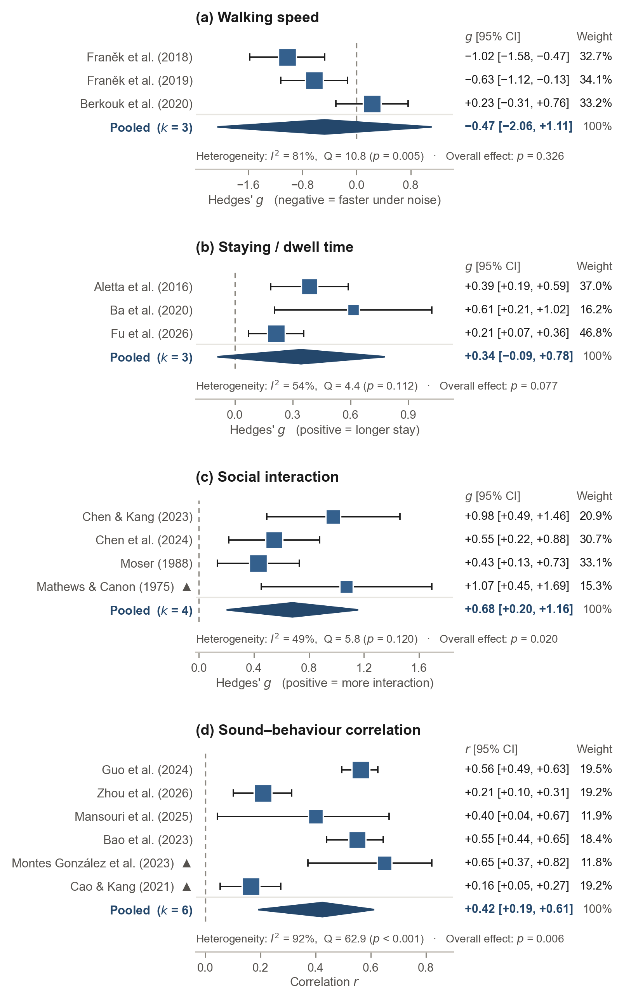 (a) Walking speed
g [95% CI] Weight
Franěk et al. (2018) −1.02 [−1.58, −0.47] 32.7%
Franěk et al. (2019) −0.63 [−1.12, −0.13] 34.1%
Berkouk et al. (2020) +0.23 [−0.31, +0.76] 33.2%
Pooled (k = 3) −0.47 [−2.06, +1.11] 100%
Heterogeneity: I² = 81%, Q = 10.8 (p = 0.005) · Overall effect: p = 0.326
−1.6 −0.8 0.0 0.8
Hedges' g (negative = faster under noise)
(b) Staying / dwell time
g [95% CI] Weight
Aletta et al. (2016) +0.39 [+0.19, +0.59] 37.0%
Ba et al. (2020) +0.61 [+0.21, +1.02] 16.2%
Fu et al. (2026) +0.21 [+0.07, +0.36] 46.8%
Pooled (k = 3) +0.34 [−0.09, +0.78] 100%
Heterogeneity: I² = 54%, Q = 4.4 (p = 0.112) · Overall effect: p = 0.077
0.0 0.3 0.6 0.9
Hedges' g (positive = longer stay)
(c) Social interaction
g [95% CI] Weight
Chen & Kang (2023) +0.98 [+0.49, +1.46] 20.9%
Chen et al. (2024) +0.55 [+0.22, +0.88] 30.7%
Moser (1988) +0.43 [+0.13, +0.73] 33.1%
Mathews & Canon (1975) ▲ +1.07 [+0.45, +1.69] 15.3%
Pooled (k = 4) +0.68 [+0.20, +1.16] 100%
Heterogeneity: I² = 49%, Q = 5.8 (p = 0.120) · Overall effect: p = 0.020
0.0 0.4 0.8 1.2 1.6
Hedges' g (positive = more interaction)
(d) Sound–behaviour correlation
r [95% CI] Weight
Guo et al. (2024) +0.56 [+0.49, +0.63] 19.5%
Zhou et al. (2026) +0.21 [+0.10, +0.31] 19.2%
Mansouri et al. (2025) +0.40 [+0.04, +0.67] 11.9%
Bao et al. (2023) +0.55 [+0.44, +0.65] 18.4%
Montes González et al. (2023) ▲ +0.65 [+0.37, +0.82] 11.8%
Cao & Kang (2021) ▲ +0.16 [+0.05, +0.27] 19.2%
Pooled (k = 6) +0.42 [+0.19, +0.61] 100%
Heterogeneity: I² = 92%, Q = 62.9 (p < 0.001) · Overall effect: p = 0.006
0.0 0.2 0.4 0.6 0.8
Correlation r